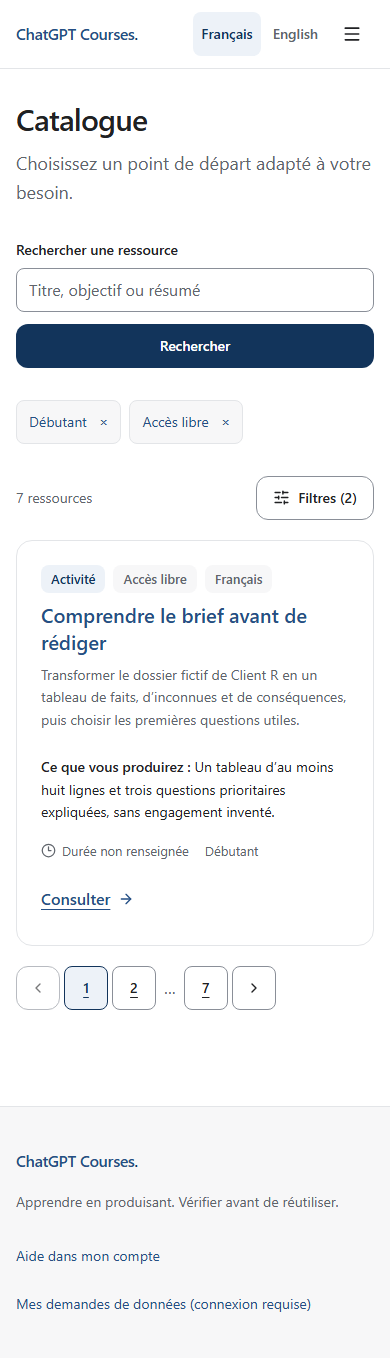 ChatGPT Courses.
Français
English
Catalogue
Choisissez un point de départ adapté à votre
besoin.
Rechercher une ressource
Titre, objectif ou résumé
Rechercher
Débutant ×
Accès libre ×
7 ressources
Filtres (2)
Activité
Accès libre
Français
Comprendre le brief avant de
rédiger
Transformer le dossier fictif de Client R en un
tableau de faits, d’inconnues et de conséquences,
puis choisir les premières questions utiles.
Ce que vous produirez : Un tableau d’au moins
huit lignes et trois questions prioritaires
expliquées, sans engagement inventé.
Durée non renseignée
Débutant
Consulter →
1
2
...
7
ChatGPT Courses.
Apprendre en produisant. Vérifier avant de réutiliser.
Aide dans mon compte
Mes demandes de données (connexion requise)